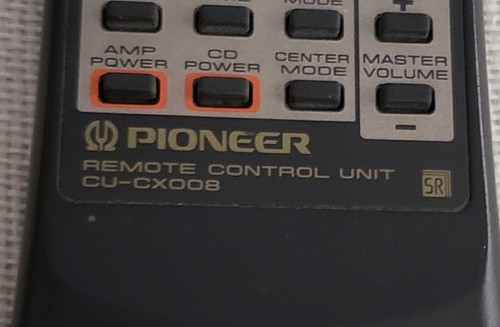 MODE
+
AMP POWER
CD POWER
CENTER MODE
MASTER VOLUME
−
PIONEER
REMOTE CONTROL UNIT
CU-CX008
SR